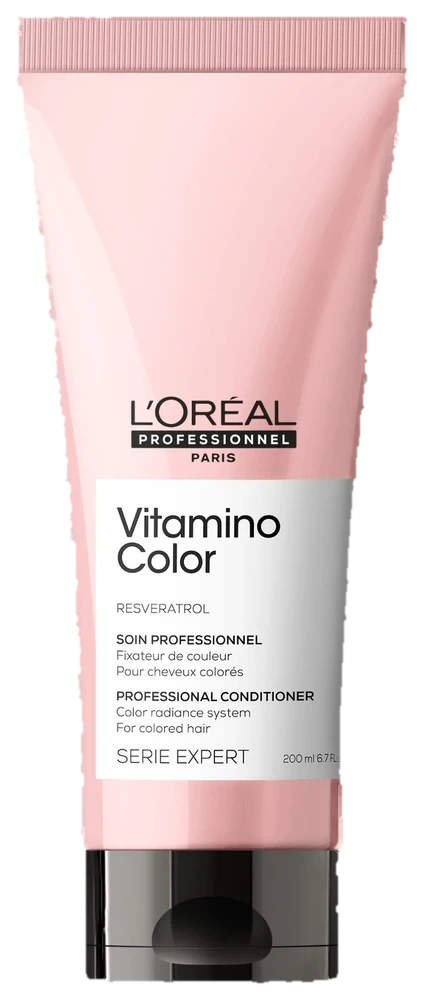 L'ORÉAL
PROFESSIONNEL
PARIS
Vitamino
Color
RESVERATROL
SOIN PROFESSIONNEL
Fixateur de couleur
Pour cheveux colorés
PROFESSIONAL CONDITIONER
Color radiance system
For colored hair
SERIE EXPERT 200 ml 6.7 FL.